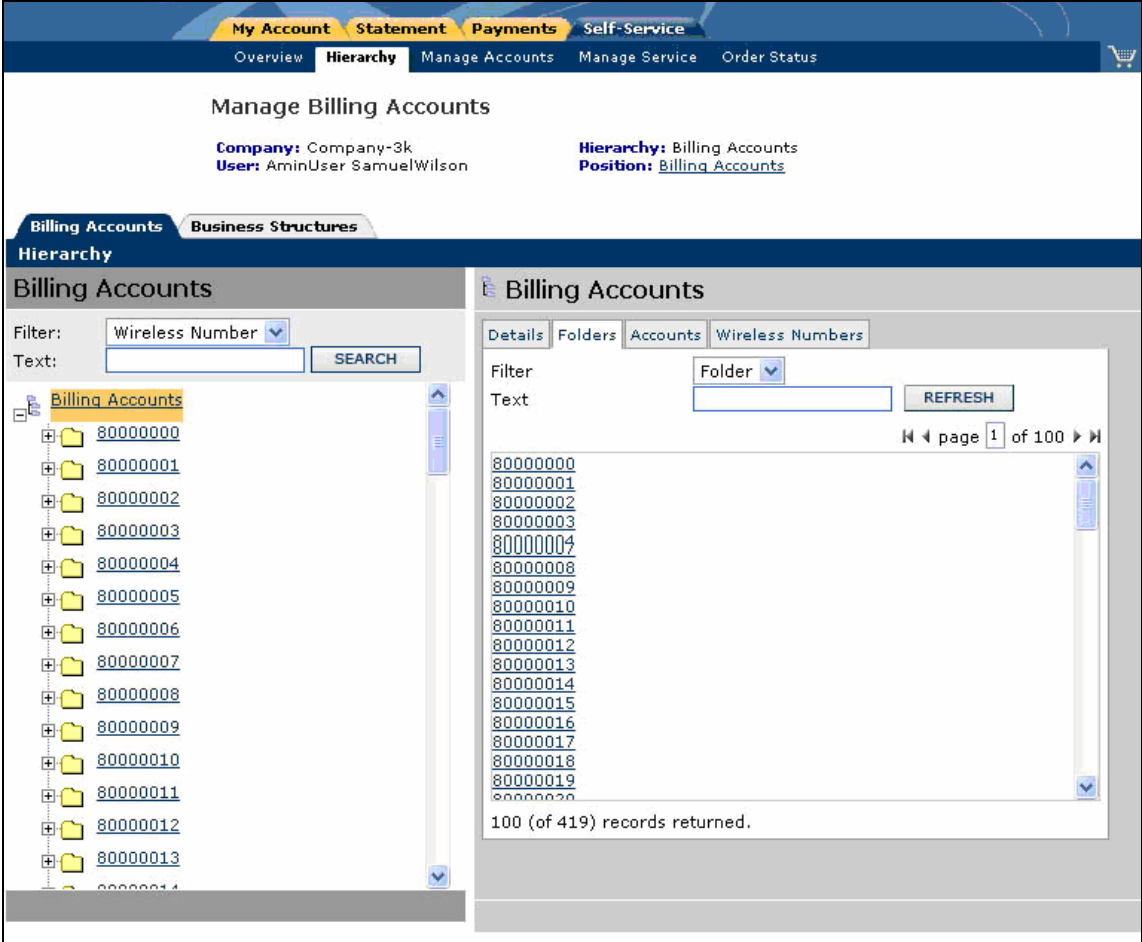 My Account Statement Payments Self-Service
Overview Hierarchy Manage Accounts Manage Service Order Status
Manage Billing Accounts
Company: Company-3k
User: AminUser SamuelWilson
Hierarchy: Billing Accounts
Position: Billing Accounts
Billing Accounts Business Structures
Hierarchy
Billing Accounts
Filter: Wireless Number
Text: SEARCH
Billing Accounts
80000000
80000001
80000002
80000003
80000004
80000005
80000006
80000007
80000008
80000009
80000010
80000011
80000012
80000013
Billing Accounts
Details Folders Accounts Wireless Numbers
Filter Folder
Text REFRESH
page 1 of 100
80000000
80000001
80000002
80000003
80000008
80000009
80000010
80000011
80000012
80000013
80000014
80000015
80000016
80000017
80000018
80000019
100 (of 419) records returned.